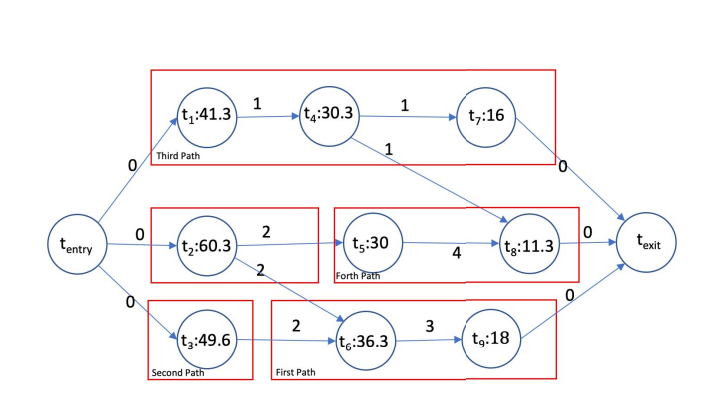 1
1
t1:41.3
t4:30.3
t7:16
1
Third Path
0
0
0
2
0
tentry
t2:60.3
t5:30
4
t8:11.3
texit
2
Forth Path
0
0
2
3
t3:49.6
t6:36.3
t9:18
Second Path
First Path